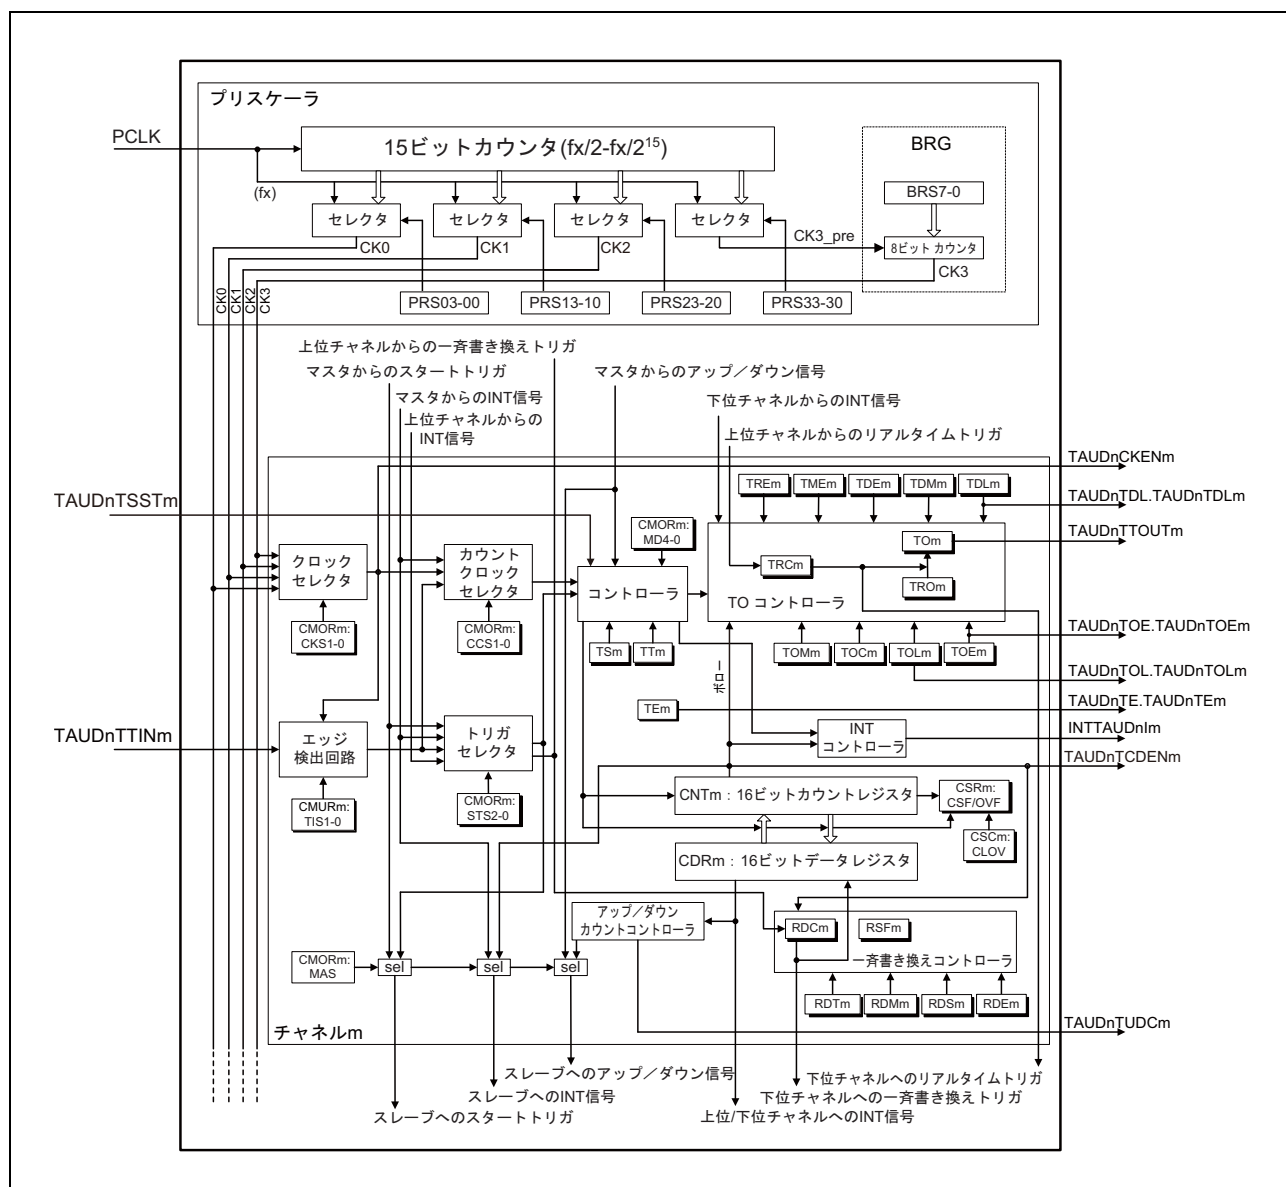 プリスケーラ
PCLK
15ビットカウンタ(fx/2-fx/2¹⁵)
BRG
(fx)
BRS7-0
セレクタ
セレクタ
セレクタ
セレクタ
8ビット カウンタ
CK0
CK1
CK2
CK3_pre
CK3
CK0
CK1
CK2
CK3
PRS03-00
PRS13-10
PRS23-20
PRS33-30
上位チャネルからの一斉書き換えトリガ
マスタからのスタートトリガ
マスタからのアップ／ダウン信号
マスタからのINT信号
下位チャネルからのINT信号
上位チャネルからの
INT信号
上位チャネルからのリアルタイムトリガ
TAUDnCKENm
TAUDnTSSTm
TREm
TMEm
TDEm
TDMm
TDLm
TAUDnTDL.TAUDnTDLm
CMORm:
MD4-0
TOm
TAUDnTTOUTm
クロック
セレクタ
カウント
クロック
セレクタ
コントローラ
TRCm
TROm
TO コントローラ
CMORm:
CKS1-0
CMORm:
CCS1-0
TSm
TTm
TOMm
TOCm
TOLm
TOEm
TAUDnTOE.TAUDnTOEm
ボロー
TAUDnTOL.TAUDnTOLm
TEm
TAUDnTE.TAUDnTEm
TAUDnTTINm
エッジ
検出回路
トリガ
セレクタ
INT
コントローラ
INTTAUDnIm
TAUDnTCDENm
CMURm:
TIS1-0
CMORm:
STS2-0
CNTm：16ビットカウントレジスタ
CSRm:
CSF/OVF
CSCm:
CLOV
CDRm：16ビットデータレジスタ
アップ／ダウン
カウントコントローラ
RDCm
RSFm
一斉書き換えコントローラ
CMORm:
MAS
sel
sel
sel
RDTm
RDMm
RDSm
RDEm
チャネルm
TAUDnTUDCm
スレーブへのアップ／ダウン信号
下位チャネルへのリアルタイムトリガ
スレーブへのINT信号
下位チャネルへの一斉書き換えトリガ
スレーブへのスタートトリガ
上位/下位チャネルへのINT信号